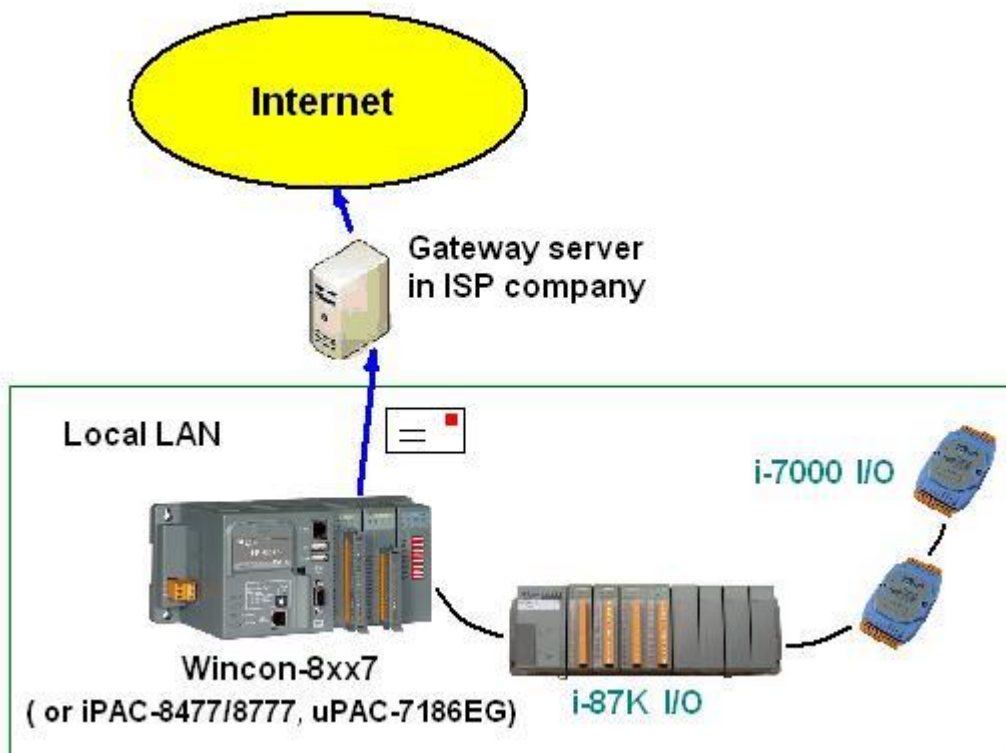 Internet
Gateway server
in ISP company
Local LAN
i-7000 I/O
Wincon-8xx7
( or iPAC-8477/8777, uPAC-7186EG)
i-87K I/O